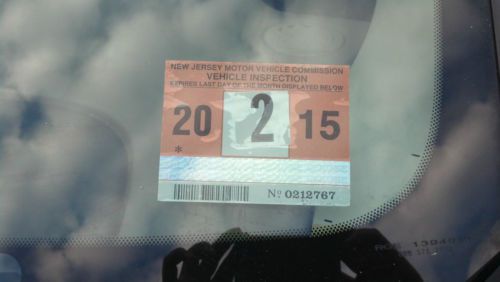 NEW JERSEY MOTOR VEHICLE COMMISSION
VEHICLE INSPECTION
EXPIRES LAST DAY OF THE MONTH DISPLAYED BELOW
20 2 15
*
Nº 0212767